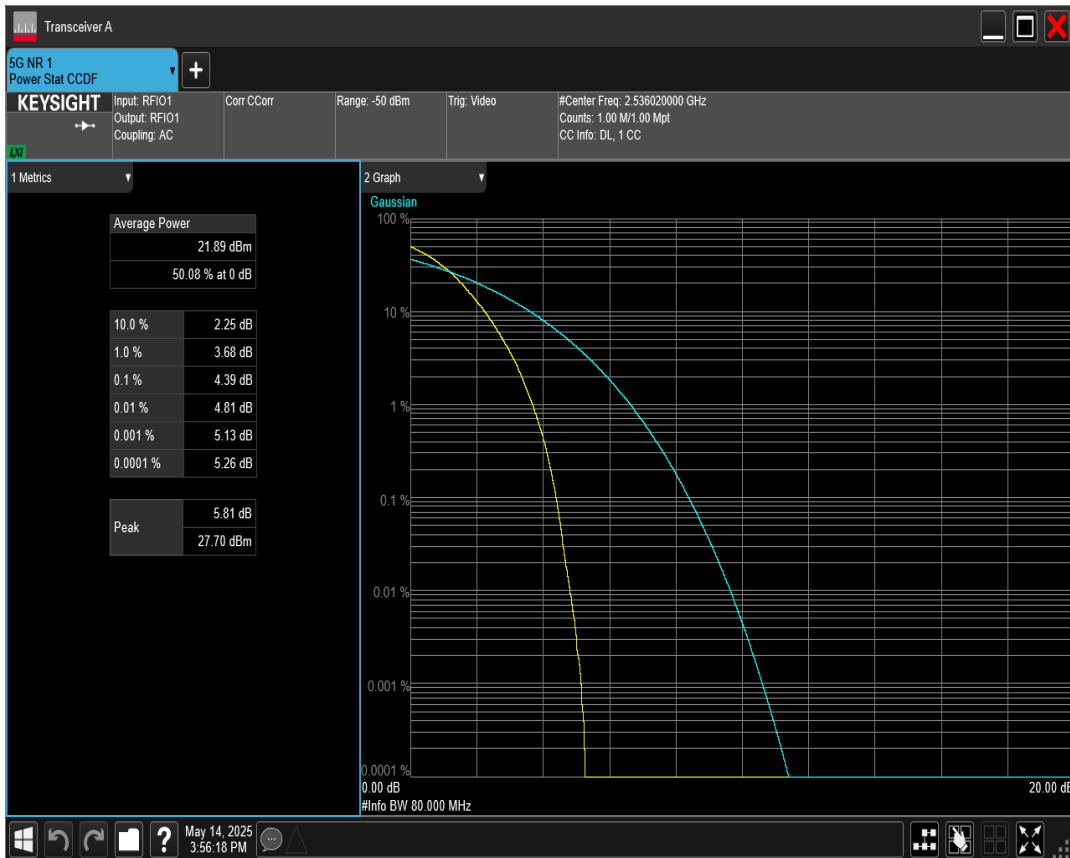 Transceiver A
5G NR 1
Power Stat CCDF
KEYSIGHT
LXI
Input: RFIO1
Output: RFIO1
Coupling: AC
Corr CCorr
Range: -50 dBm
Trig: Video
#Center Freq: 2.536020000 GHz
Counts: 1.00 M/1.00 Mpt
CC Info: DL, 1 CC
1 Metrics
Average Power
21.89 dBm
50.08 % at 0 dB
10.0 % 2.25 dB
1.0 % 3.68 dB
0.1 % 4.39 dB
0.01 % 4.81 dB
0.001 % 5.13 dB
0.0001 % 5.26 dB
Peak
5.81 dB
27.70 dBm
2 Graph
Gaussian
100 %
10 %
1 %
0.1 %
0.01 %
0.001 %
0.0001 %
0.00 dB 20.00 dB
#Info BW 80.000 MHz
May 14, 2025
3:56:18 PM